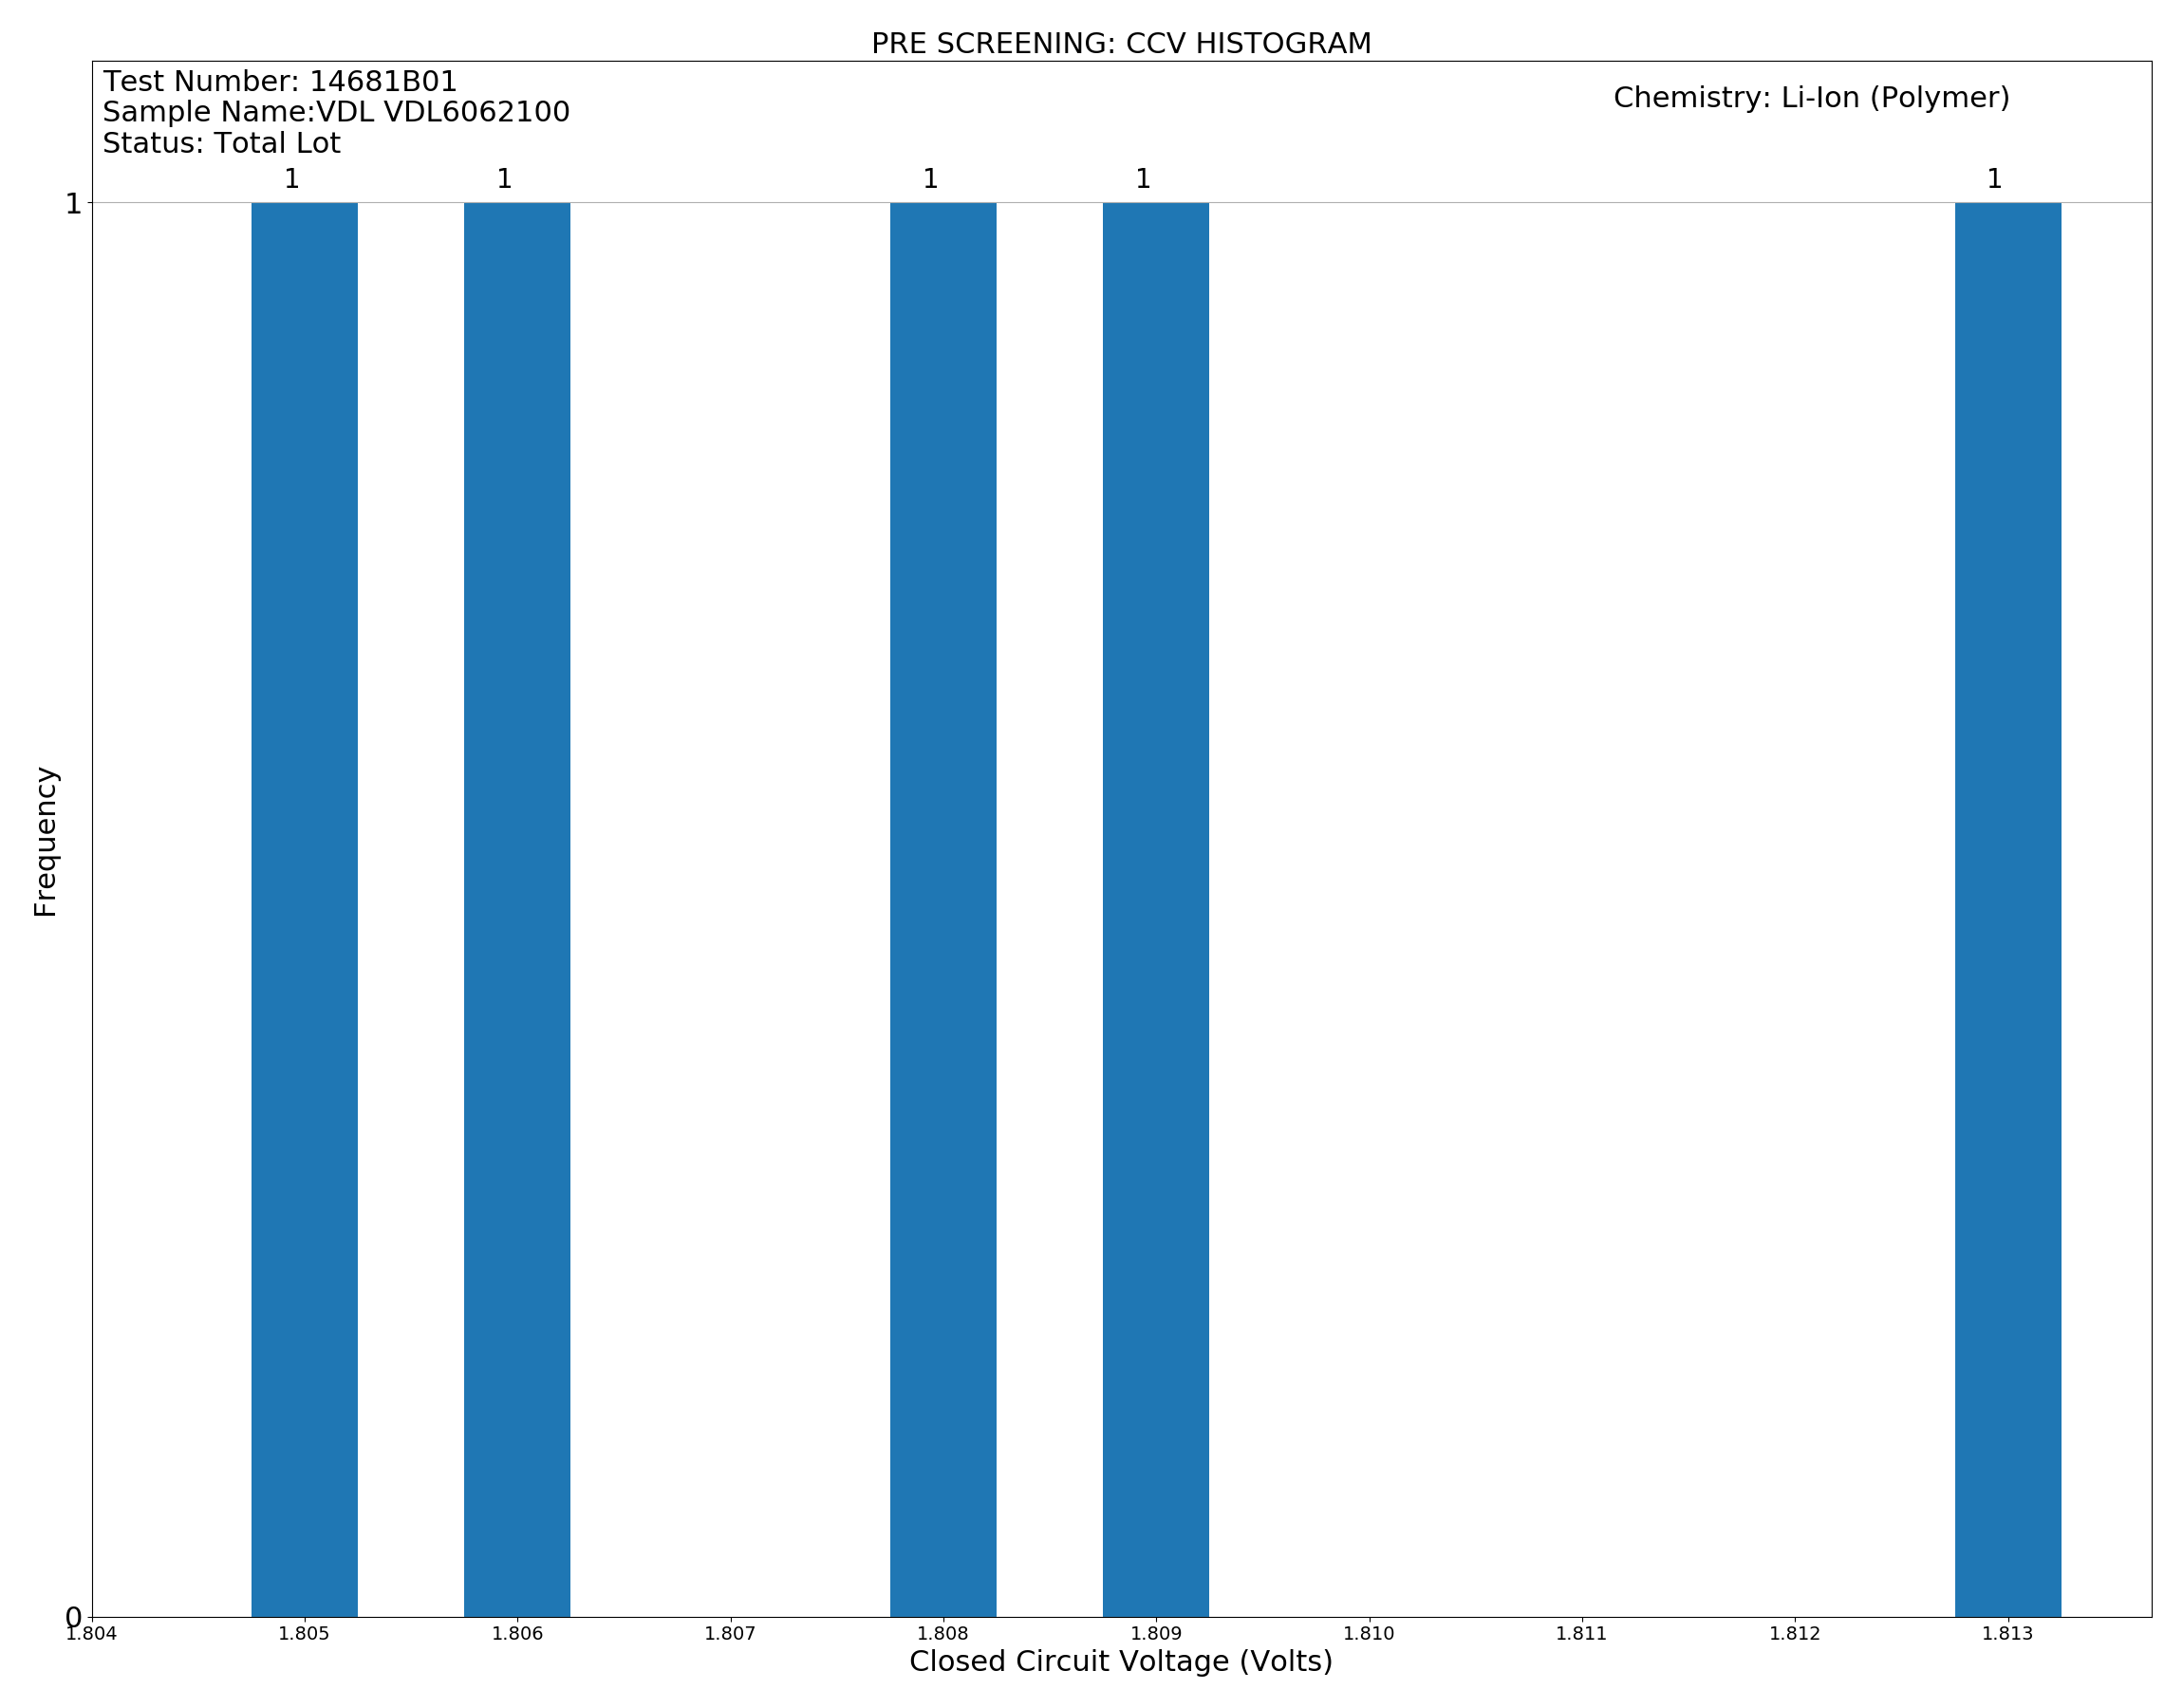 PRE SCREENING: CCV HISTOGRAM
Test Number: 14681B01
Sample Name:VDL VDL6062100
Status: Total Lot
Chemistry: Li-Ion (Polymer)
1 1 1 1 1
1
Frequency
0
1.804 1.805 1.806 1.807 1.808 1.809 1.810 1.811 1.812 1.813
Closed Circuit Voltage (Volts)